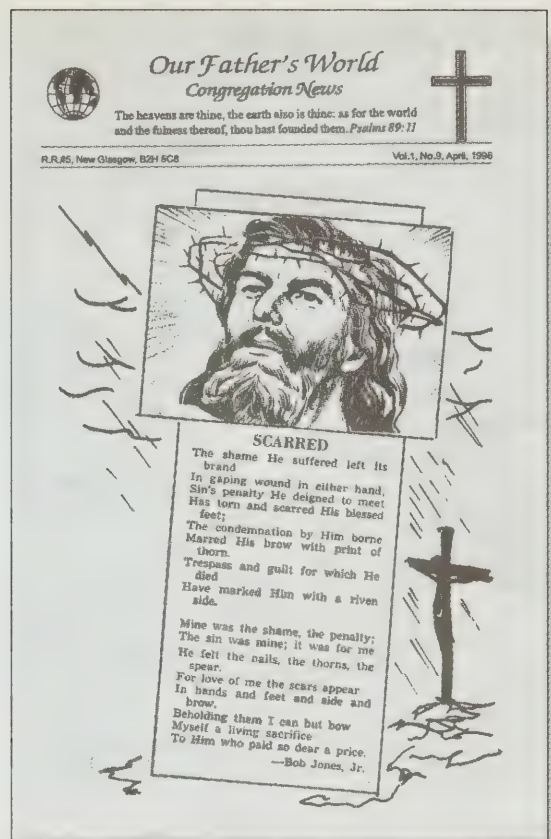 Our Father's World
Congregation News
The heavens are thine, the earth also is thine: as for the world
and the fulness thereof, thou hast founded them. Psalms 89:11
R.R.#5, New Glasgow, B2H 5C8
Vol.1, No.9, April, 1996
SCARRED
The shame He suffered left its
brand
In gaping wound in either hand,
Sin's penalty He deigned to meet
Has torn and scarred His blessed
feet;
The condemnation by Him borne
Marred His brow with print of
thorn.
Trespass and guilt for which He
died
Have marked Him with a riven
side.
Mine was the shame, the penalty;
The sin was mine; it was for me
He felt the nails, the thorns, the
spear.
For love of me the scars appear
In hands and feet and side and
brow,
Beholding them I can but bow
Myself a living sacrifice
To Him who paid so dear a price.
—Bob Jones, Jr.